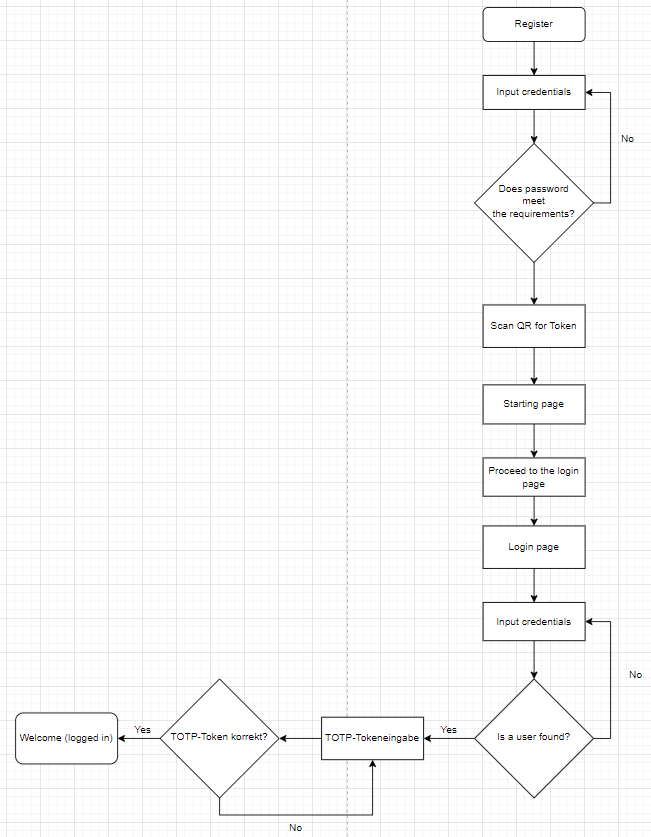 Register
Input credentials
No
Does password
meet
the requirements?
Scan QR for Token
Starting page
Proceed to the login
page
Login page
Input credentials
No
Is a user found?
Yes
TOTP-Tokeneingabe
TOTP-Token korrekt?
Yes
Welcome (logged in)
No